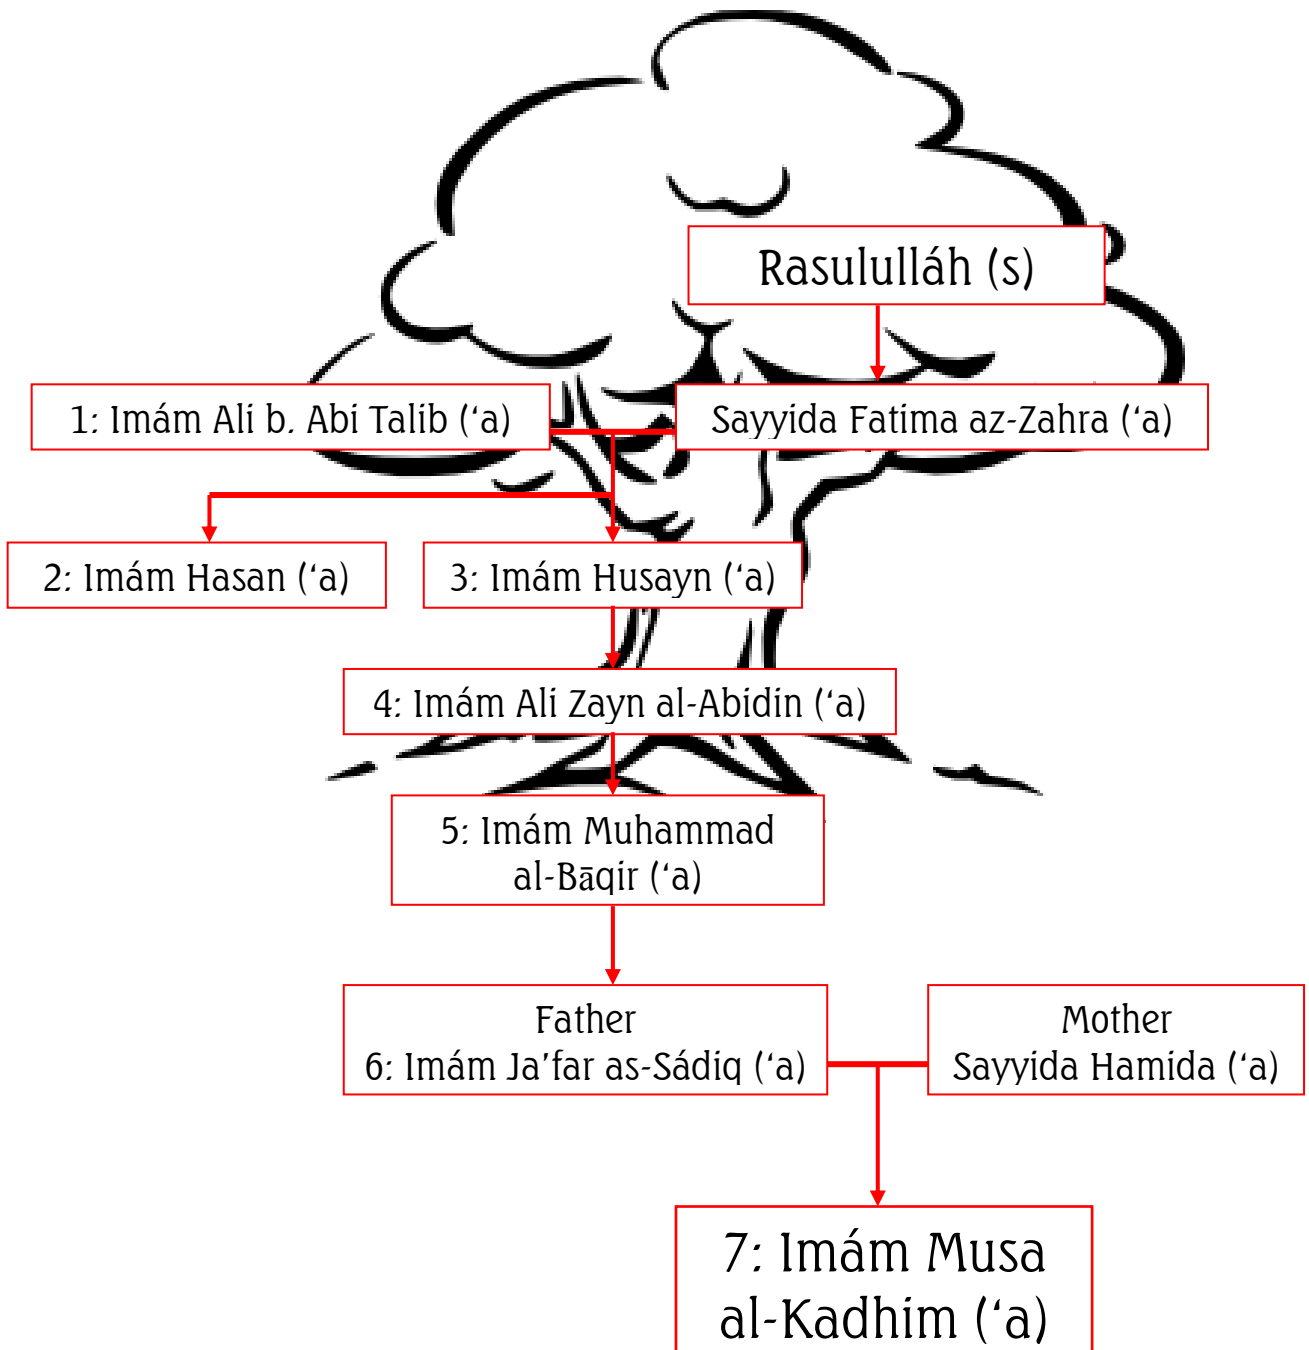 Rasululláh (s)
1: Imám Ali b. Abi Talib (‘a)
Sayyida Fatima az-Zahra (‘a)
2: Imám Hasan (‘a)
3: Imám Husayn (‘a)
4: Imám Ali Zayn al-Abidin (‘a)
5: Imám Muhammad
al-Bāqir (‘a)
Father
6: Imám Ja’far as-Sádiq (‘a)
Mother
Sayyida Hamida (‘a)
7: Imám Musa
al-Kadhim (‘a)